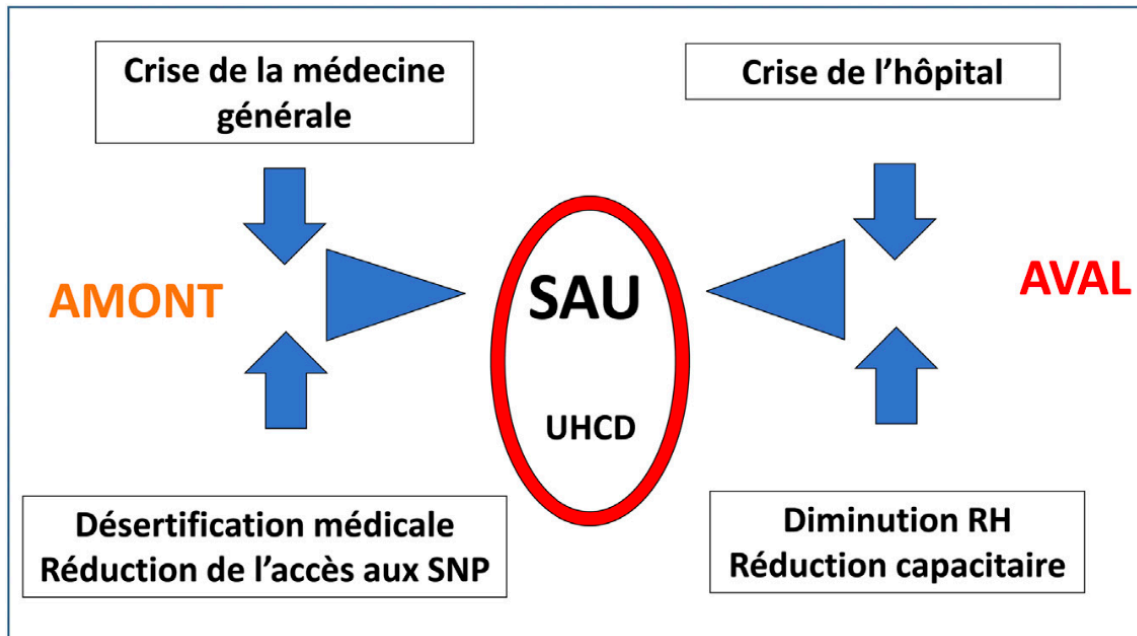 Crise de la médecine
générale
Crise de l’hôpital
AMONT
SAU
UHCD
AVAL
Désertification médicale
Réduction de l’accès aux SNP
Diminution RH
Réduction capacitaire